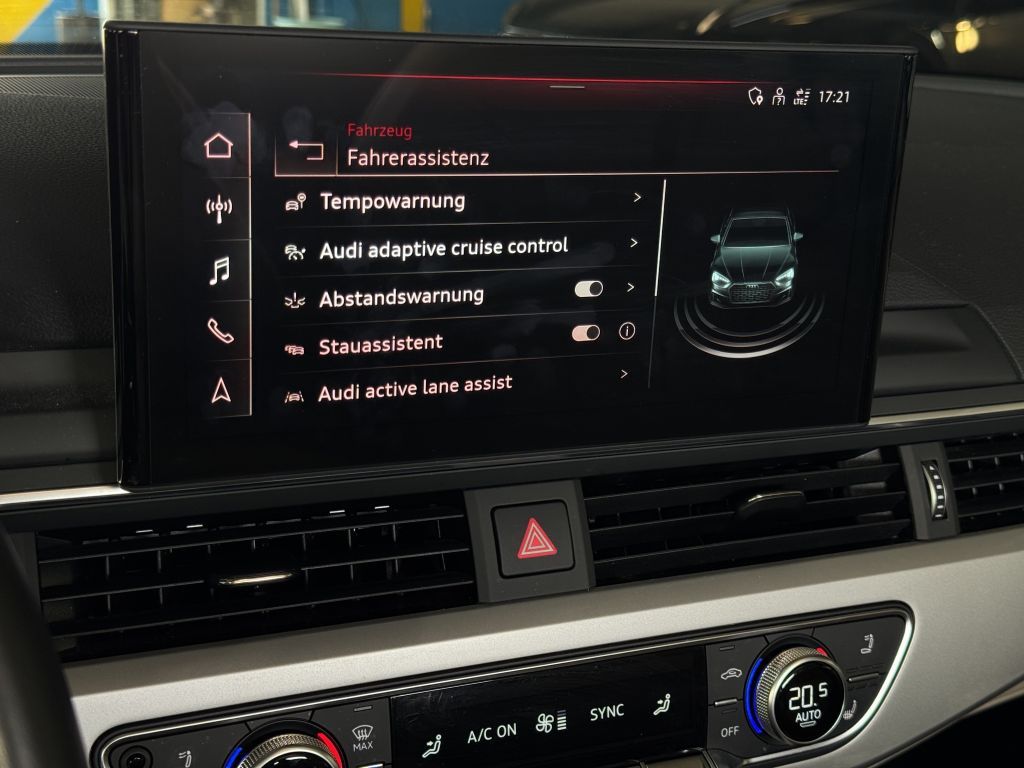 LTE 17:21
Fahrzeug
Fahrerassistenz
Tempowarnung
Audi adaptive cruise control
Abstandswarnung
Stauassistent
Audi active lane assist
MAX
A/C ON
SYNC
OFF
20.5
AUTO